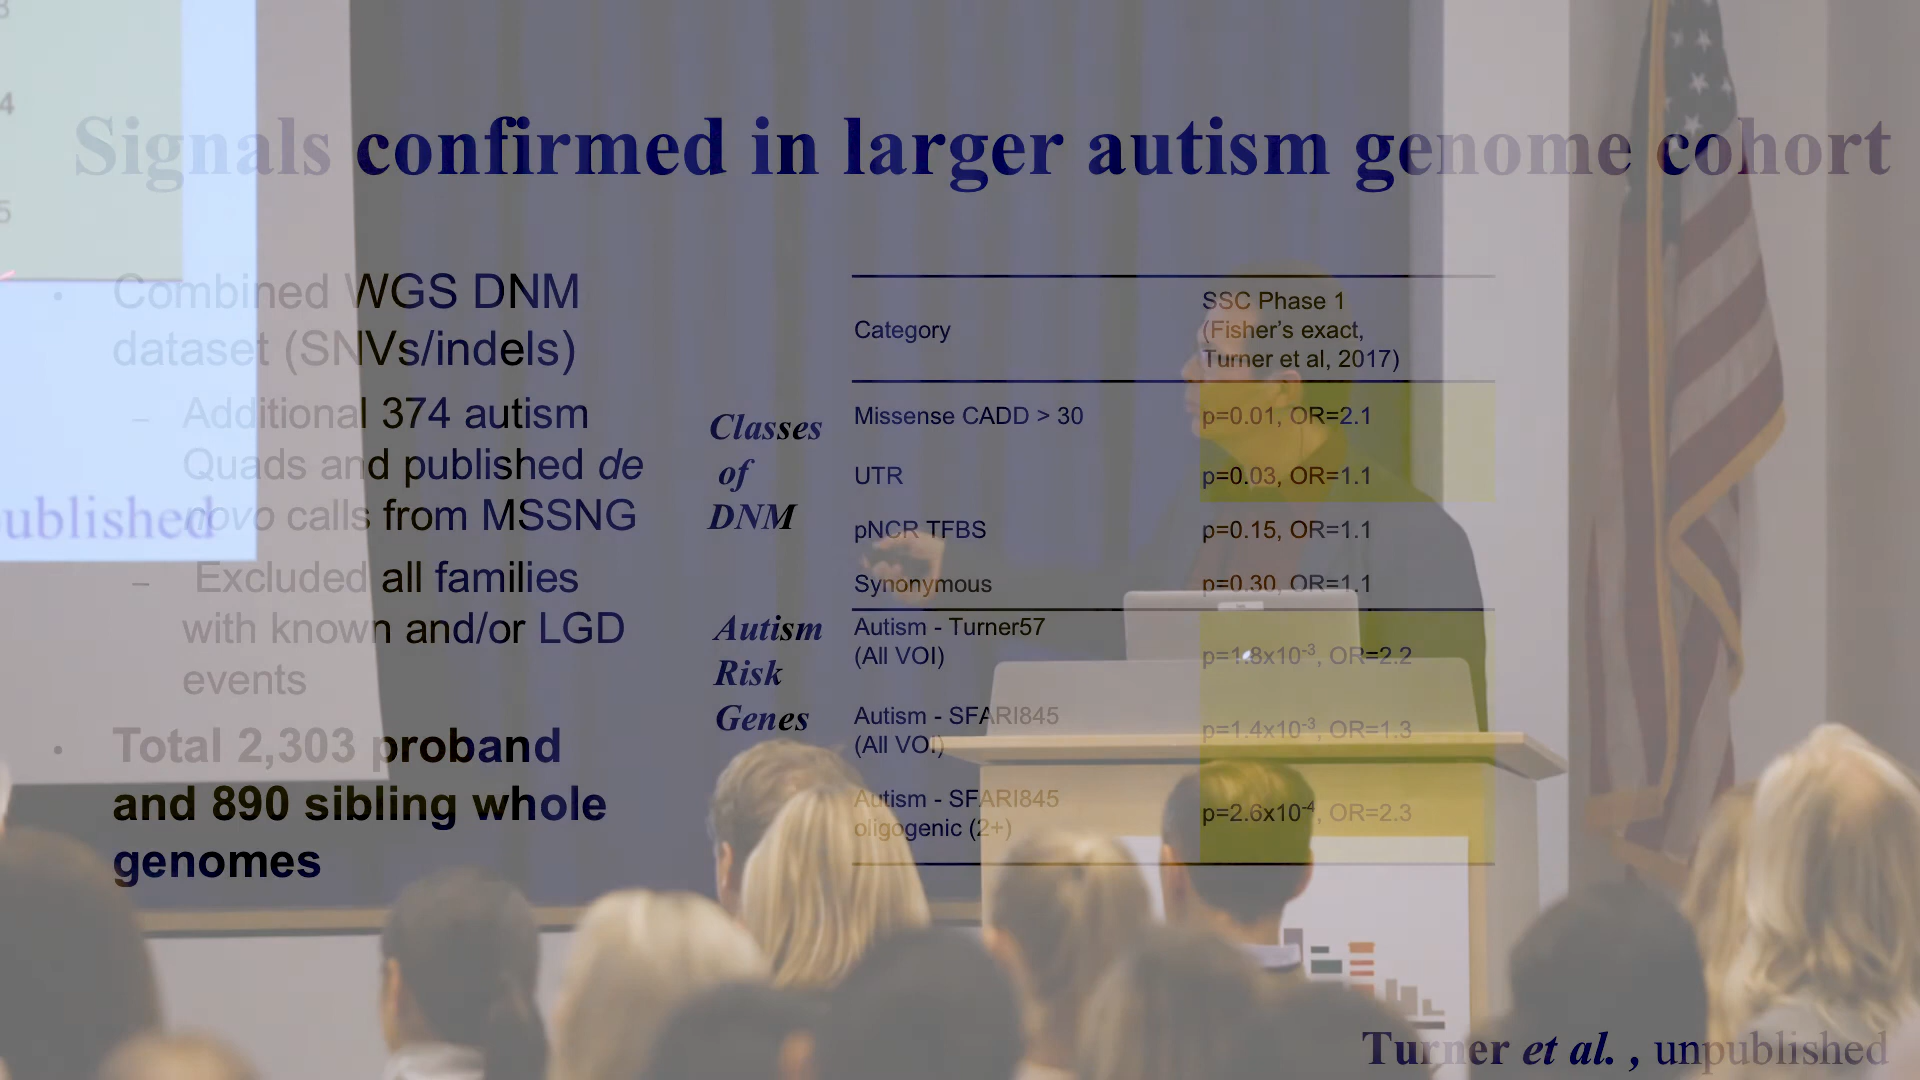 Signals confirmed in larger autism genome cohort
• Combined WGS DNM
dataset (SNVs/indels)
– Additional 374 autism
Quads and published de
novo calls from MSSNG
– Excluded all families
with known and/or LGD
events
• Total 2,303 proband
and 890 sibling whole
genomes
Classes
of
DNM
Autism
Risk
Genes
Category
SSC Phase 1
(Fisher's exact,
Turner et al, 2017)
Missense CADD > 30 p=0.01, OR=2.1
UTR p=0.03, OR=1.1
pNCR TFBS p=0.15, OR=1.1
Synonymous p=0.30, OR=1.1
Autism - Turner57
(All VOI)
p=1.8x10-3, OR=2.2
Autism - SFARI845
(All VOI)
p=1.4x10-3, OR=1.3
Autism - SFARI845
oligogenic (2+)
p=2.6x10-4, OR=2.3
Turner et al. , unpublished
4
5
ublished